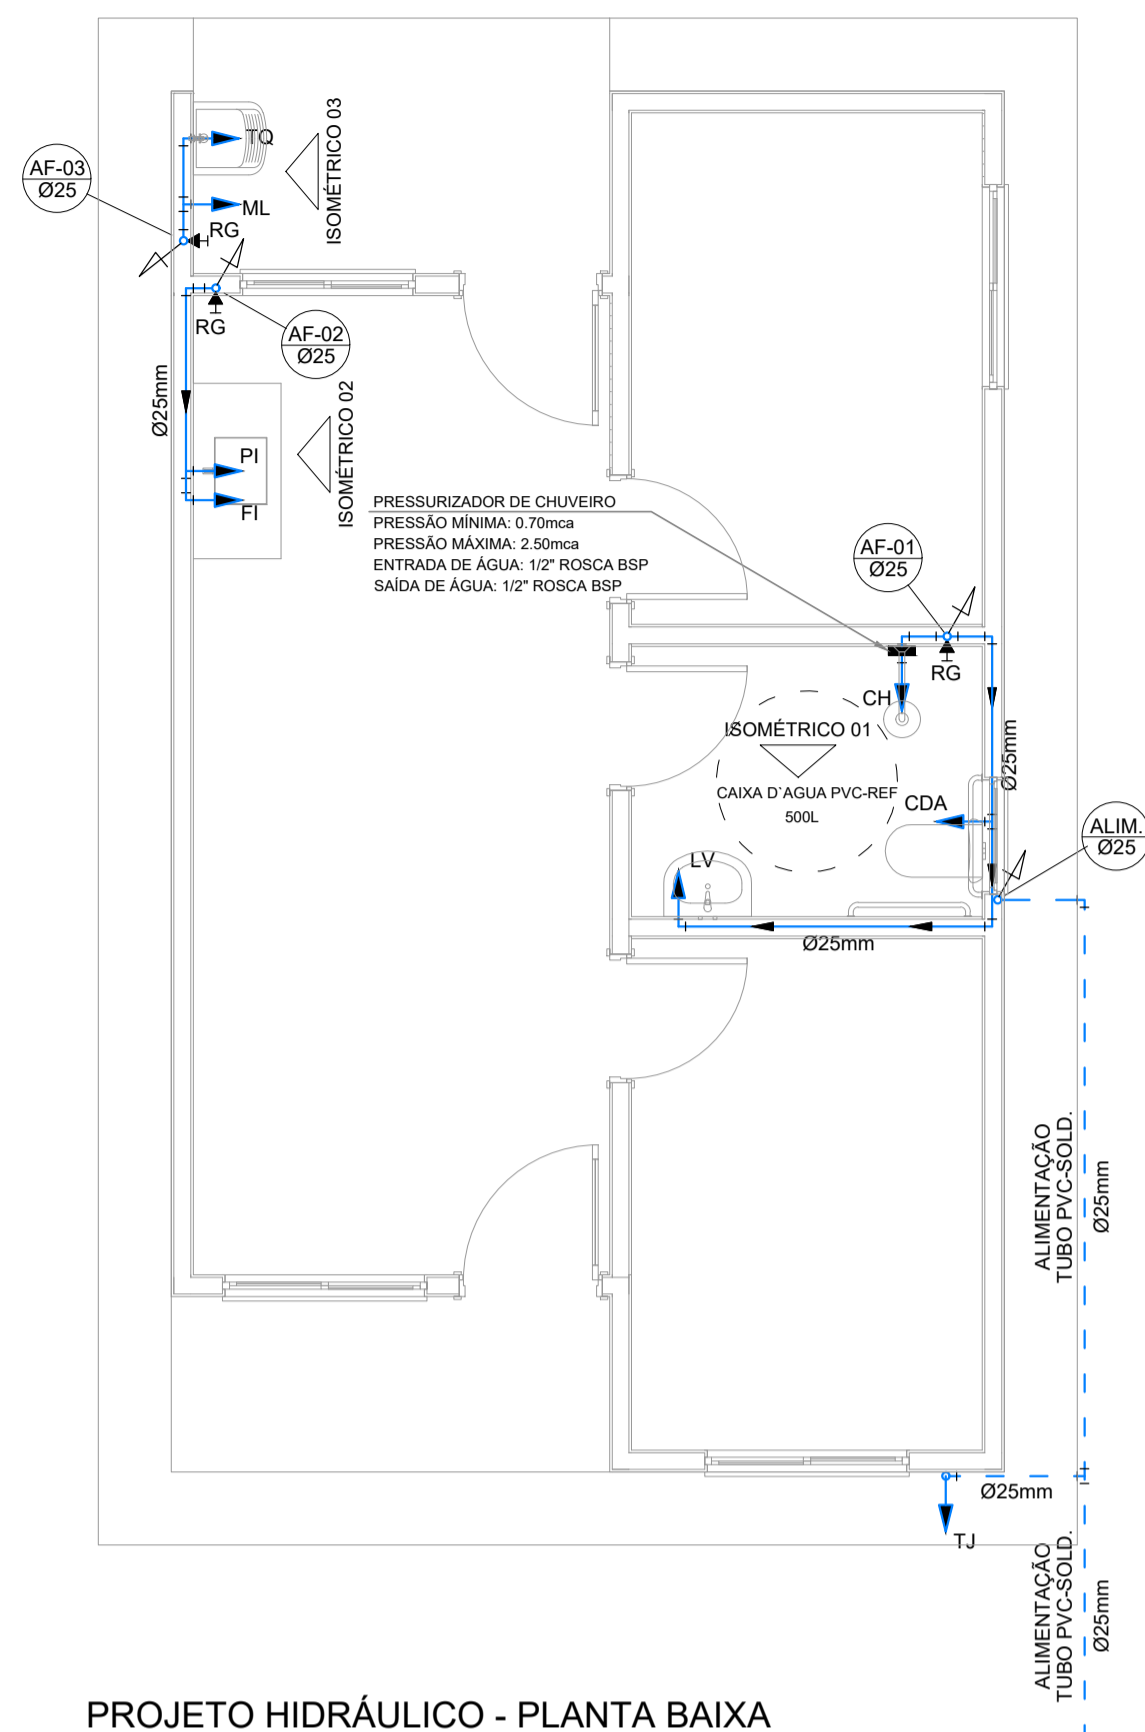 TQ
ISOMÉTRICO 03
AF-03
Ø25
ML
RG
RG
AF-02
Ø25
Ø25mm
ISOMÉTRICO 02
PI
FI
PRESSURIZADOR DE CHUVEIRO
PRESSÃO MÍNIMA: 0.70mca
PRESSÃO MÁXIMA: 2.50mca
ENTRADA DE ÁGUA: 1/2" ROSCA BSP
SAÍDA DE ÁGUA: 1/2" ROSCA BSP
AF-01
Ø25
RG
CH
ISOMÉTRICO 01
Ø25mm
CAIXA D`AGUA PVC-REF
500L
CDA
ALIM.
Ø25
LV
Ø25mm
ALIMENTAÇÃO
TUBO PVC-SOLD.
Ø25mm
Ø25mm
TJ
ALIMENTAÇÃO
TUBO PVC-SOLD.
Ø25mm
PROJETO HIDRÁULICO - PLANTA BAIXA